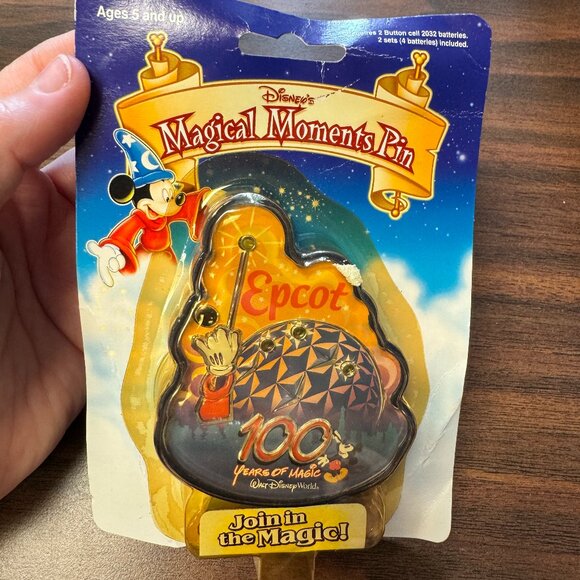 Ages 5 and up
2 Button cell 2032 batteries.
2 sets (4 batteries) included.
Disney's
Magical Moments Pin
Epcot
100
YEARS OF MAGIC
Walt Disney World
Join in
the Magic!